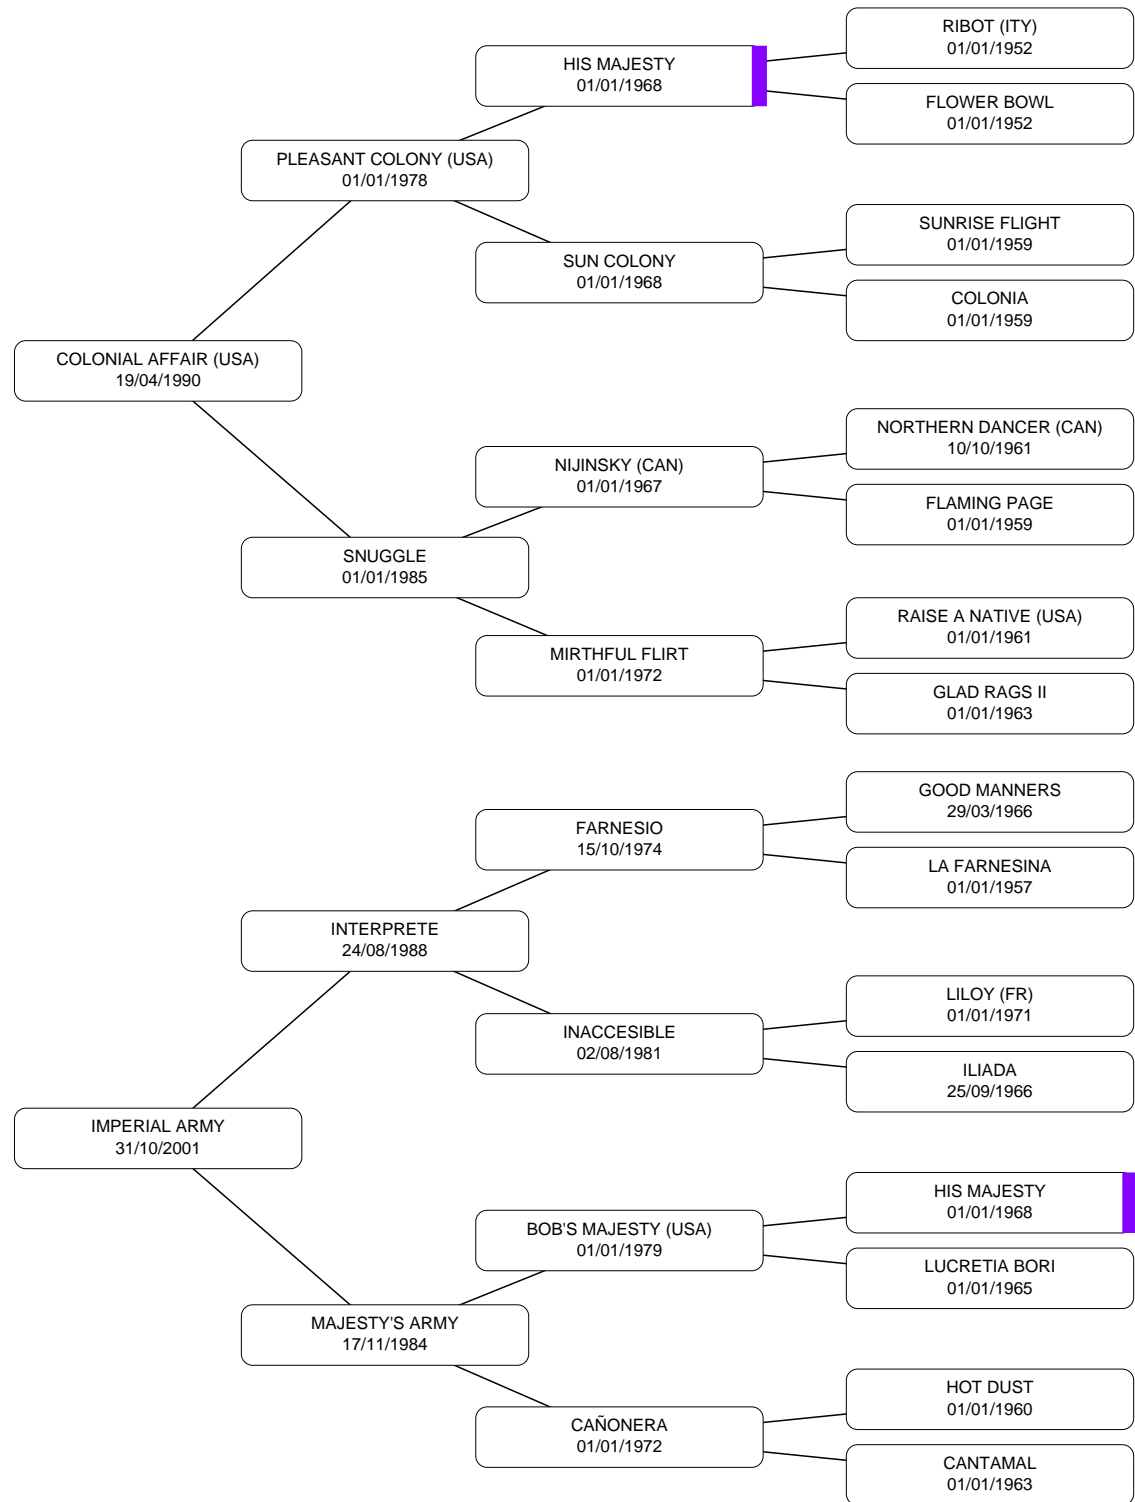 RIBOT (ITY)
01/01/1952
HIS MAJESTY
01/01/1968
FLOWER BOWL
01/01/1952
PLEASANT COLONY (USA)
01/01/1978
SUNRISE FLIGHT
01/01/1959
SUN COLONY
01/01/1968
COLONIA
01/01/1959
COLONIAL AFFAIR (USA)
19/04/1990
NORTHERN DANCER (CAN)
10/10/1961
NIJINSKY (CAN)
01/01/1967
FLAMING PAGE
01/01/1959
SNUGGLE
01/01/1985
RAISE A NATIVE (USA)
01/01/1961
MIRTHFUL FLIRT
01/01/1972
GLAD RAGS II
01/01/1963
GOOD MANNERS
29/03/1966
FARNESIO
15/10/1974
LA FARNESINA
01/01/1957
INTERPRETE
24/08/1988
LILOY (FR)
01/01/1971
INACCESIBLE
02/08/1981
ILIADA
25/09/1966
IMPERIAL ARMY
31/10/2001
HIS MAJESTY
01/01/1968
BOB'S MAJESTY (USA)
01/01/1979
LUCRETIA BORI
01/01/1965
MAJESTY'S ARMY
17/11/1984
HOT DUST
01/01/1960
CAÑONERA
01/01/1972
CANTAMAL
01/01/1963